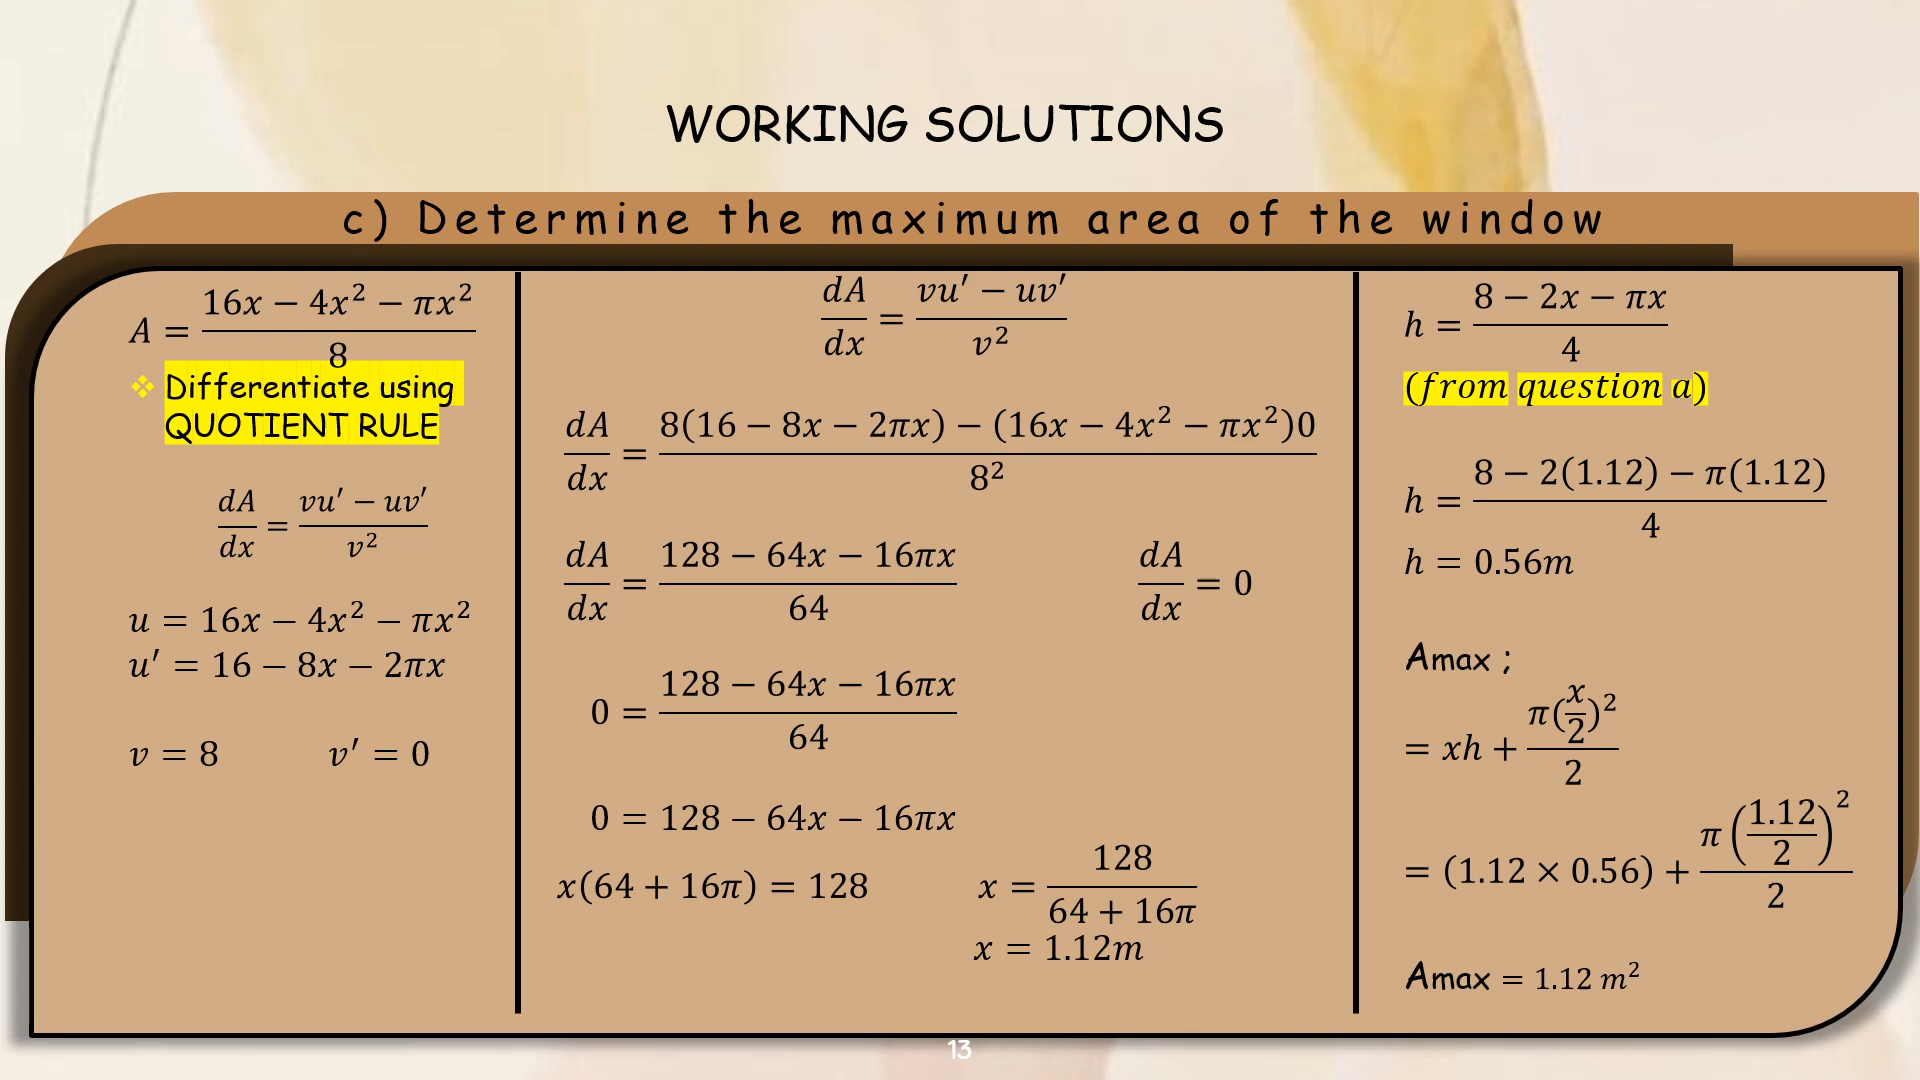 WORKING SOLUTIONS
c) Determine the maximum area of the window
A = (16x − 4x² − πx²)/8
❖ Differentiate using
QUOTIENT RULE
dA/dx = (vu′ − uv′)/v²
u = 16x − 4x² − πx²
u′ = 16 − 8x − 2πx
v = 8 v′ = 0
dA/dx = (vu′ − uv′)/v²
dA/dx = (8(16 − 8x − 2πx) − (16x − 4x² − πx²)0)/8²
dA/dx = (128 − 64x − 16πx)/64 dA/dx = 0
0 = (128 − 64x − 16πx)/64
0 = 128 − 64x − 16πx
x(64 + 16π) = 128 x = 128/(64 + 16π)
x = 1.12m
h = (8 − 2x − πx)/4
(from question a)
h = (8 − 2(1.12) − π(1.12))/4
h = 0.56m
Amax ;
= xh + π(x/2)²/2
= (1.12 × 0.56) + π(1.12/2)²/2
Amax = 1.12 m²
13